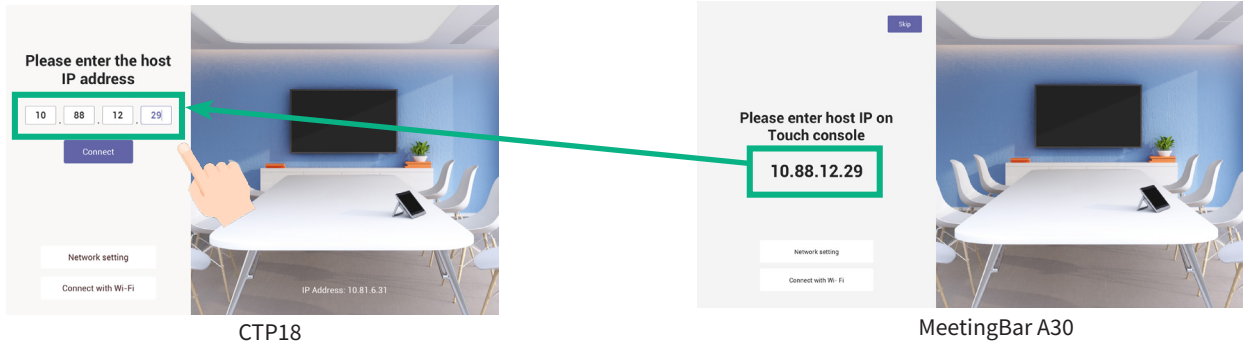 Please enter the host
IP address
10 . 88 . 12 . 29
Connect
Network setting
Connect with Wi-Fi
IP Address: 10.81.6.31
CTP18
Skip
Please enter host IP on
Touch console
10.88.12.29
Network setting
Connect with Wi- Fi
MeetingBar A30